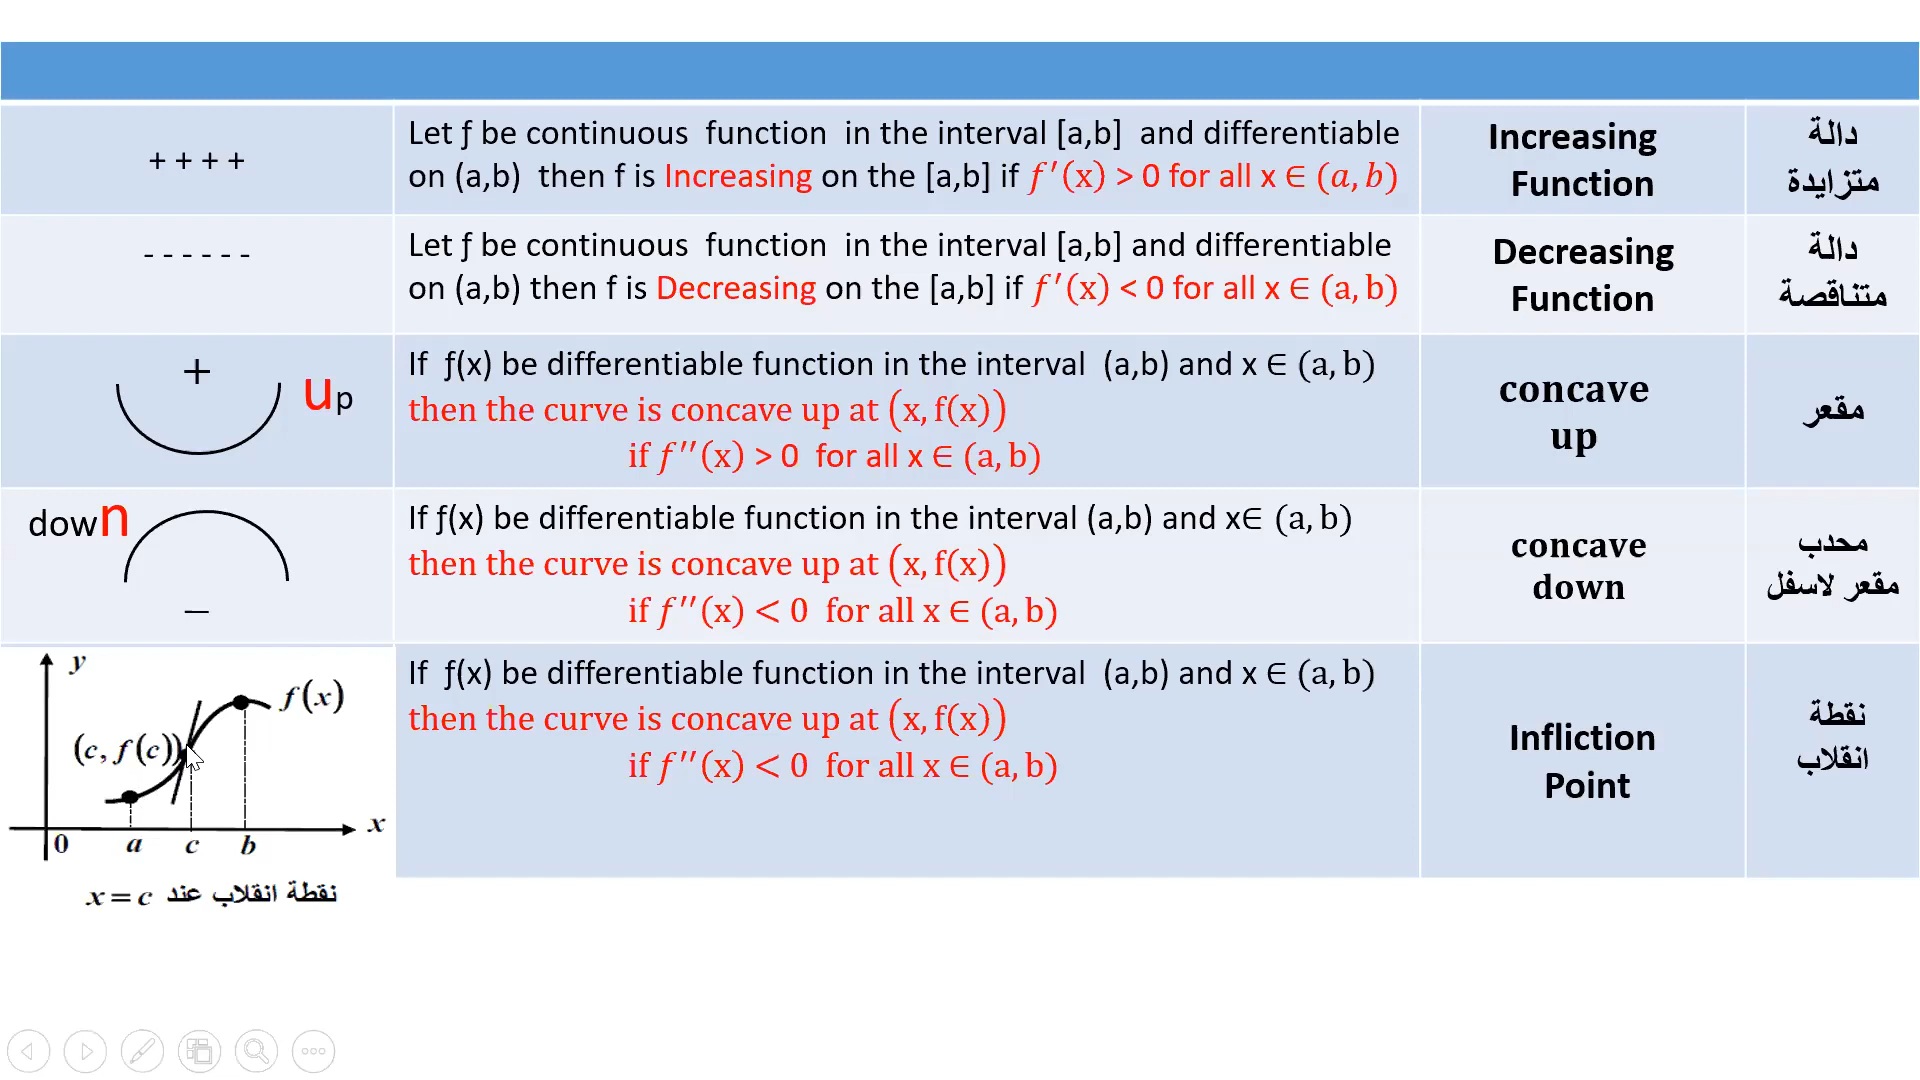 + + + +
Let ƒ be continuous function in the interval [a,b] and differentiable
on (a,b) then f is Increasing on the [a,b] if f′(x) > 0 for all x ∈ (a, b)
Increasing
Function
دالة
متزايدة
- - - - - -
Let ƒ be continuous function in the interval [a,b] and differentiable
on (a,b) then f is Decreasing on the [a,b] if f′(x) < 0 for all x ∈ (a, b)
Decreasing
Function
دالة
متناقصة
+
up
If ƒ(x) be differentiable function in the interval (a,b) and x ∈ (a, b)
then the curve is concave up at (x, f(x))
if f′′(x) > 0 for all x ∈ (a, b)
concave
up
مقعر
down
−
If ƒ(x) be differentiable function in the interval (a,b) and x∈ (a, b)
then the curve is concave up at (x, f(x))
if f′′(x) < 0 for all x ∈ (a, b)
concave
down
محدب
مقعر لاسفل
y
f(x)
(c, f(c))
x
0 a c b
نقطة انقلاب عند x = c
If ƒ(x) be differentiable function in the interval (a,b) and x ∈ (a, b)
then the curve is concave up at (x, f(x))
if f′′(x) < 0 for all x ∈ (a, b)
Infliction
Point
نقطة
انقلاب